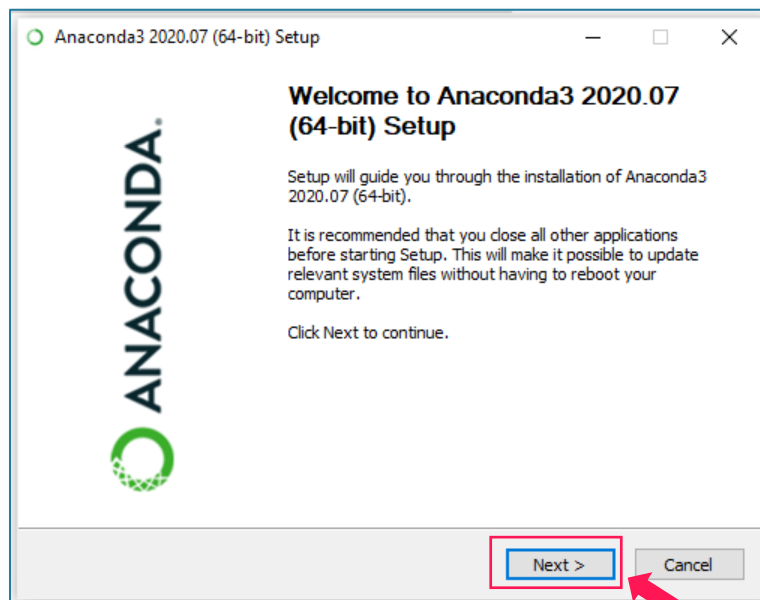 Anaconda3 2020.07 (64-bit) Setup
Welcome to Anaconda3 2020.07
(64-bit) Setup
Setup will guide you through the installation of Anaconda3
2020.07 (64-bit).
It is recommended that you close all other applications
before starting Setup. This will make it possible to update
relevant system files without having to reboot your
computer.
Click Next to continue.
ANACONDA.
Next >
Cancel